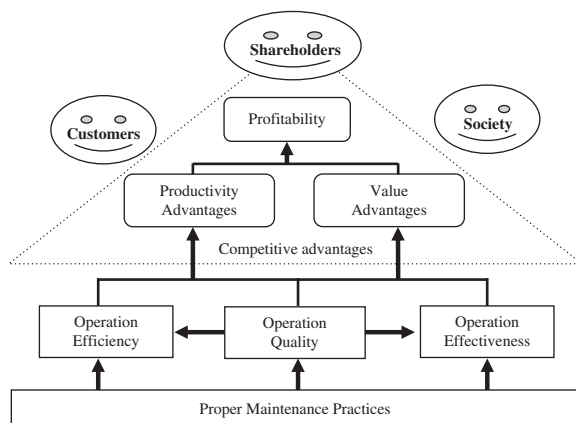 Shareholders
Customers
Society
Profitability
Productivity
Advantages
Value
Advantages
Competitive advantages
Operation
Efficiency
Operation
Quality
Operation
Effectiveness
Proper Maintenance Practices